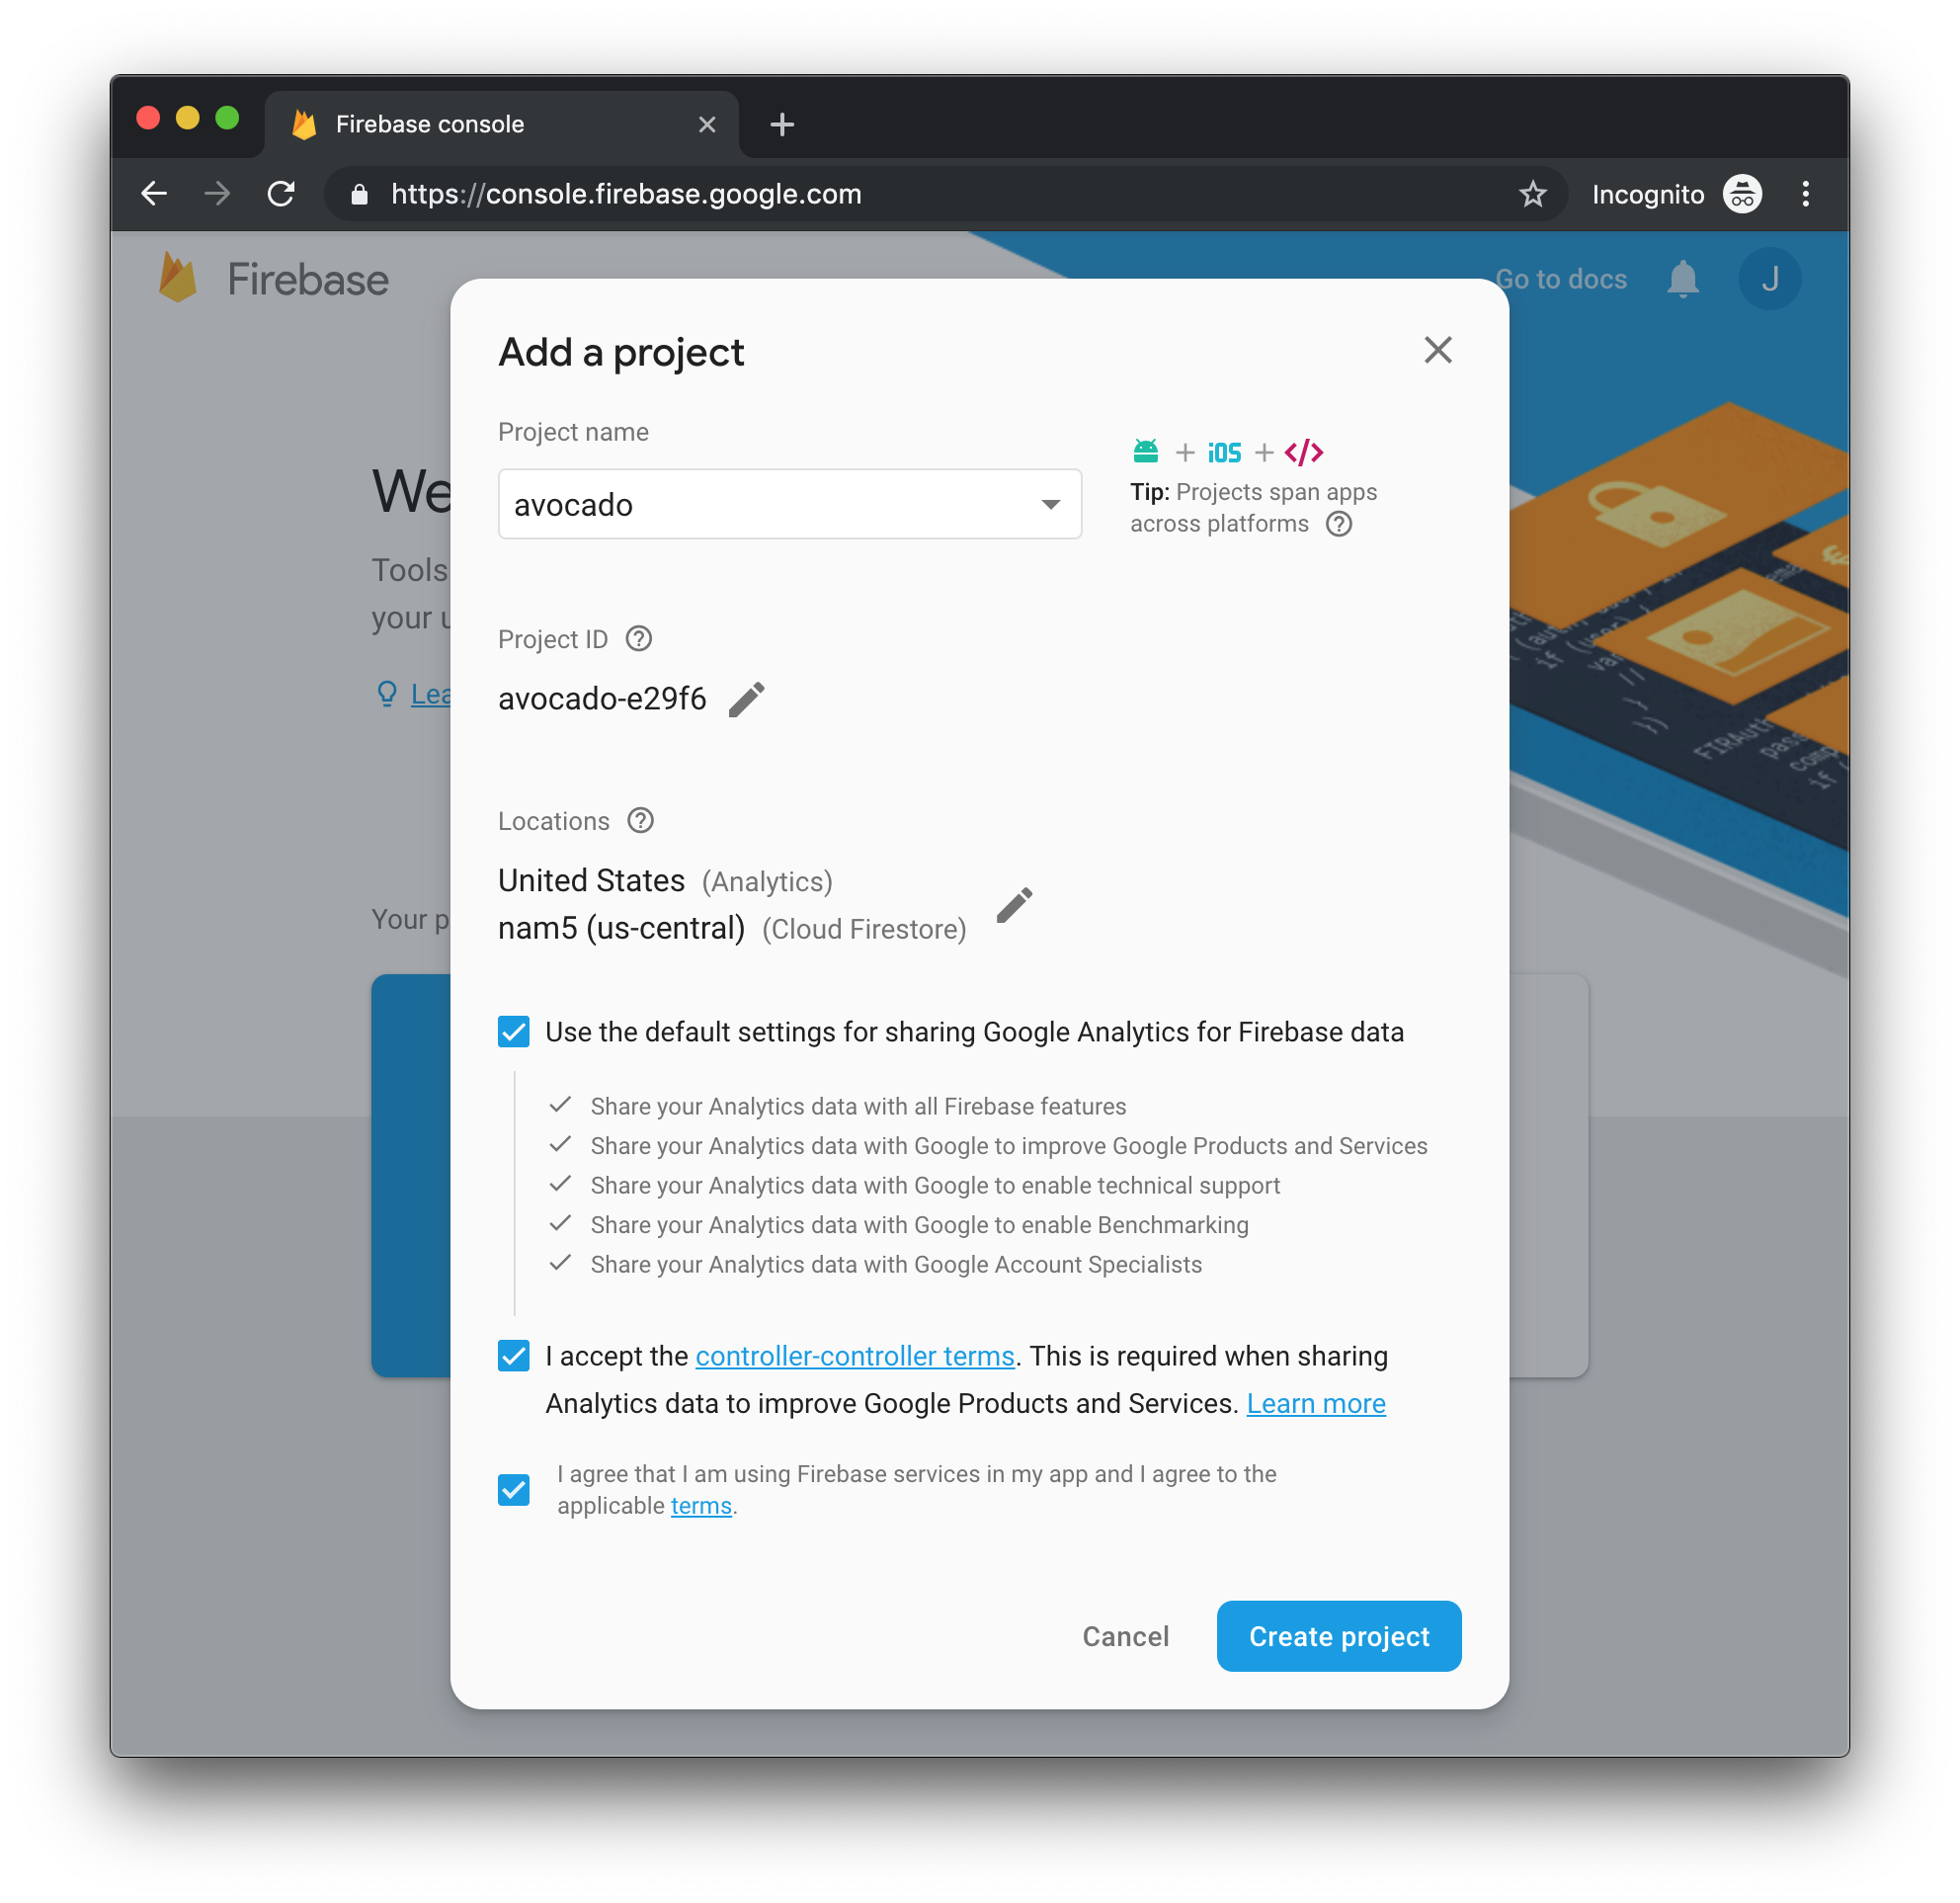 Firebase console
https://console.firebase.google.com
Incognito
Firebase
Go to docs
J
Add a project
Project name
avocado
iOS
Tip: Projects span apps
across platforms
We
Tools
your
Project ID
avocado-e29f6
Locations
United States (Analytics)
nam5 (us-central) (Cloud Firestore)
Your p
Use the default settings for sharing Google Analytics for Firebase data
Share your Analytics data with all Firebase features
Share your Analytics data with Google to improve Google Products and Services
Share your Analytics data with Google to enable technical support
Share your Analytics data with Google to enable Benchmarking
Share your Analytics data with Google Account Specialists
I accept the controller-controller terms. This is required when sharing
Analytics data to improve Google Products and Services. Learn more
I agree that I am using Firebase services in my app and I agree to the
applicable terms.
Cancel
Create project